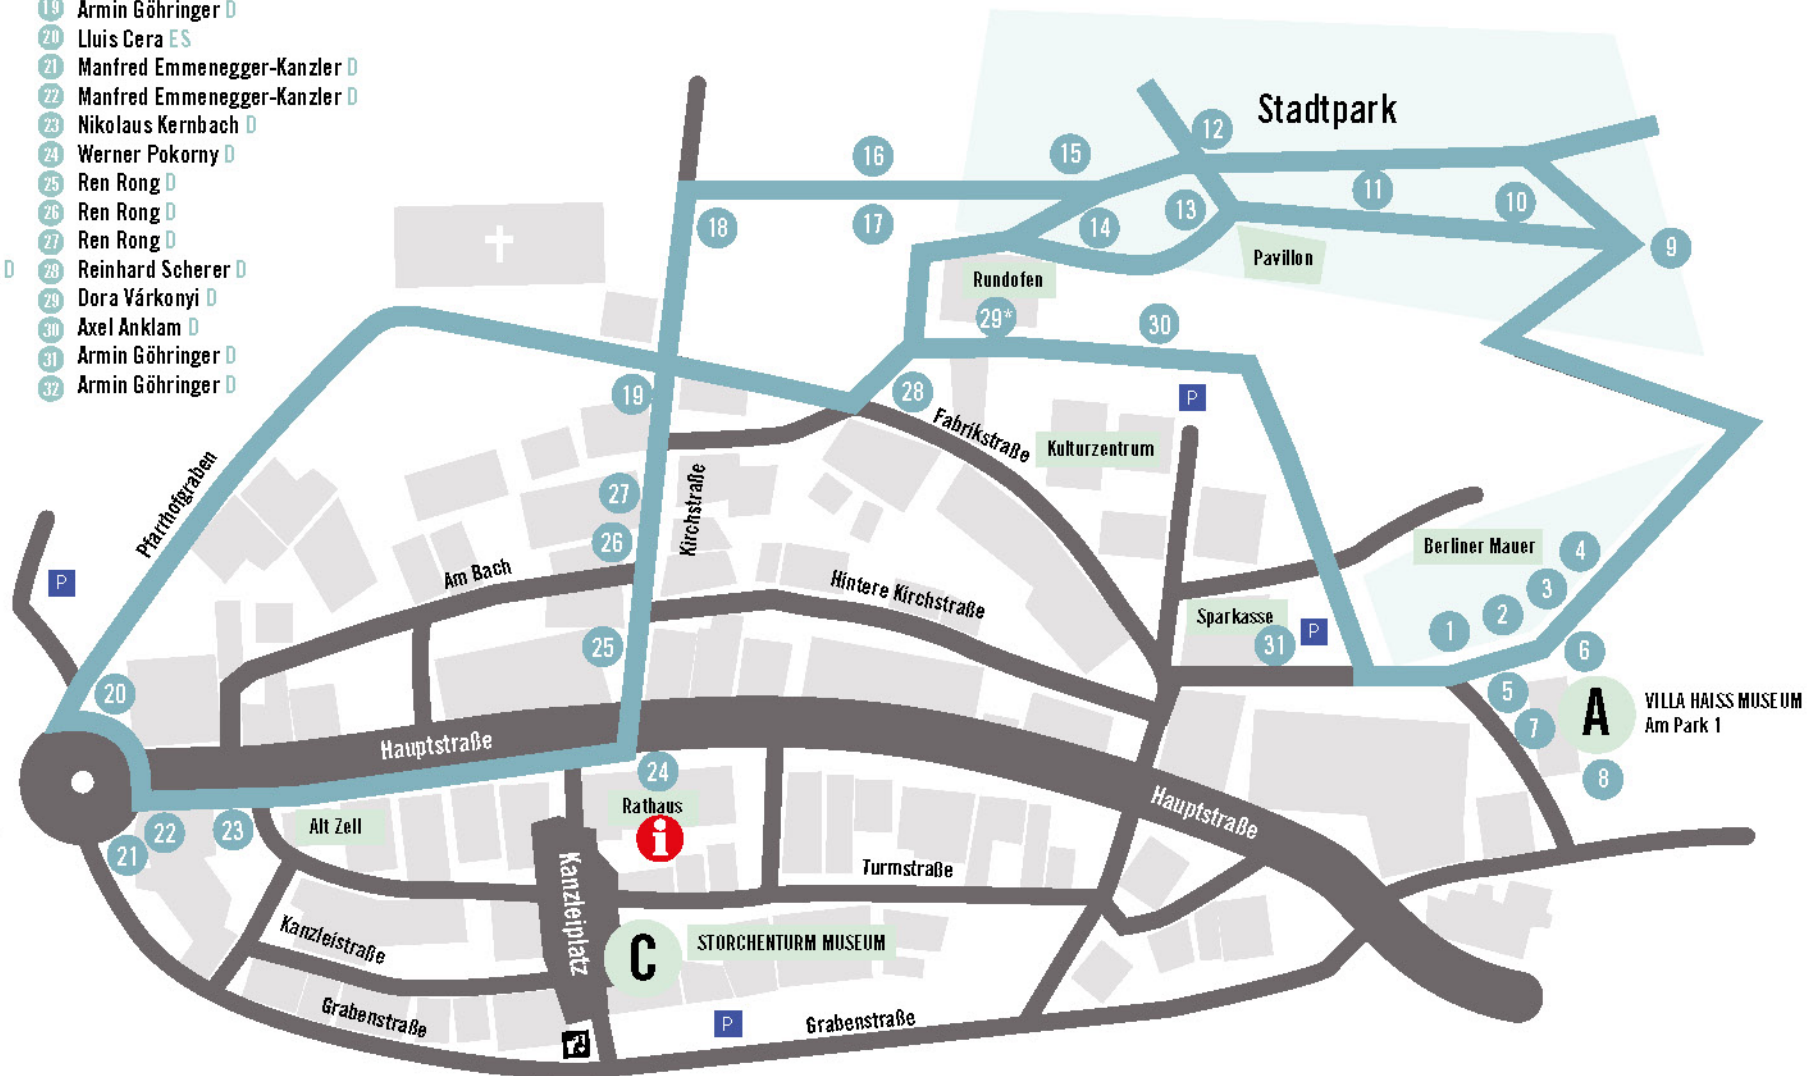 19 Armin Göhringer D
20 Lluis Cera ES
21 Manfred Emmenegger-Kanzler D
22 Manfred Emmenegger-Kanzler D
23 Nikolaus Kernbach D
24 Werner Pokorny D
25 Ren Rong D
26 Ren Rong D
27 Ren Rong D
D 28 Reinhard Scherer D
29 Dora Várkonyi D
30 Axel Anklam D
31 Armin Göhringer D
32 Armin Göhringer D
Stadtpark
12
16
15
11
10
13
14
18
17
9
Pavillon
Rundofen
29*
30
19
28
P
Fabrikstraße
Kulturzentrum
Pfarrhofgraben
27
Kirchstraße
26
Berliner Mauer
4
3
2
1
P
Am Bach
Hintere Kirchstraße
Sparkasse
31
P
25
6
5
7
A
VILLA HAISS MUSEUM
Am Park 1
8
20
Hauptstraße
24
Rathaus
i
Hauptstraße
22
23
21
Alt Zell
Kanzleiplatz
Turmstraße
Kanzleistraße
C
STORCHENTURM MUSEUM
Grabenstraße
P
Grabenstraße